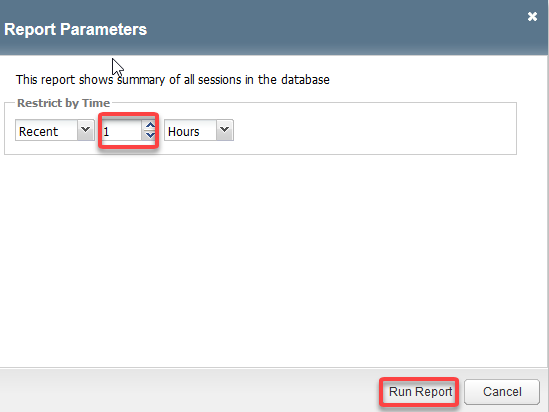 Report Parameters
This report shows summary of all sessions in the database
Restrict by Time
Recent 1 Hours
Run Report Cancel